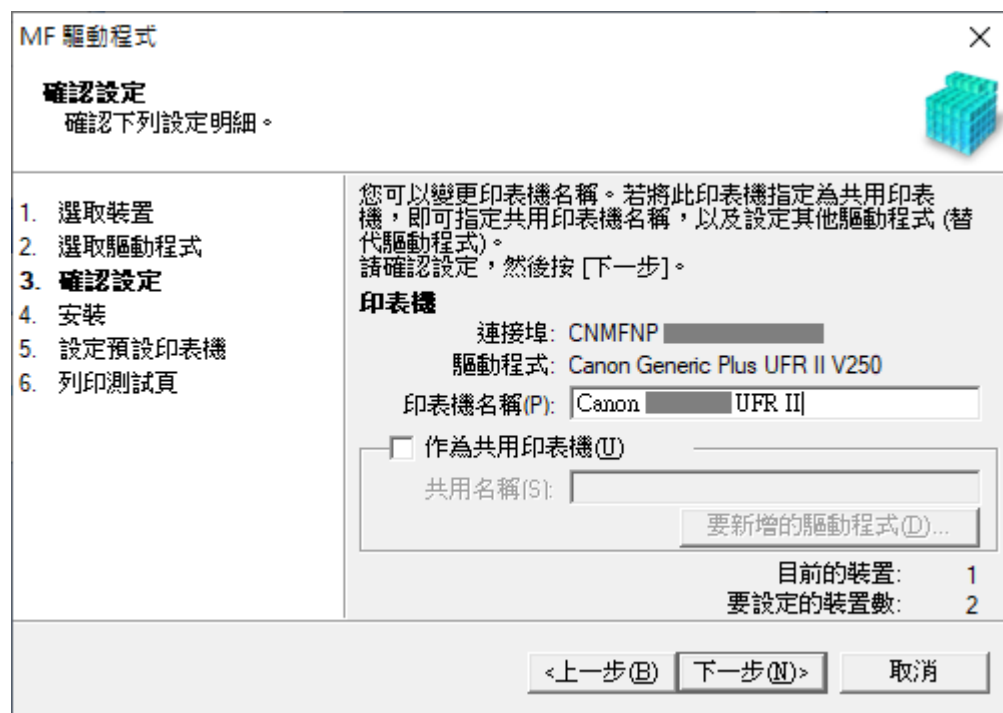 MF 驅動程式
確認設定
確認下列設定明細。
1. 選取裝置
2. 選取驅動程式
3. 確認設定
4. 安裝
5. 設定預設印表機
6. 列印測試頁
您可以變更印表機名稱。若將此印表機指定為共用印表
機，即可指定共用印表機名稱，以及設定其他驅動程式 (替
代驅動程式)。
請確認設定，然後按 [下一步]。
印表機
連接埠: CNMFNP
驅動程式: Canon Generic Plus UFR II V250
印表機名稱(P): Canon UFR II
作為共用印表機(U)
共用名稱(S):
要新增的驅動程式(D)...
目前的裝置: 1
要設定的裝置數: 2
<上一步(B) 下一步(N)> 取消